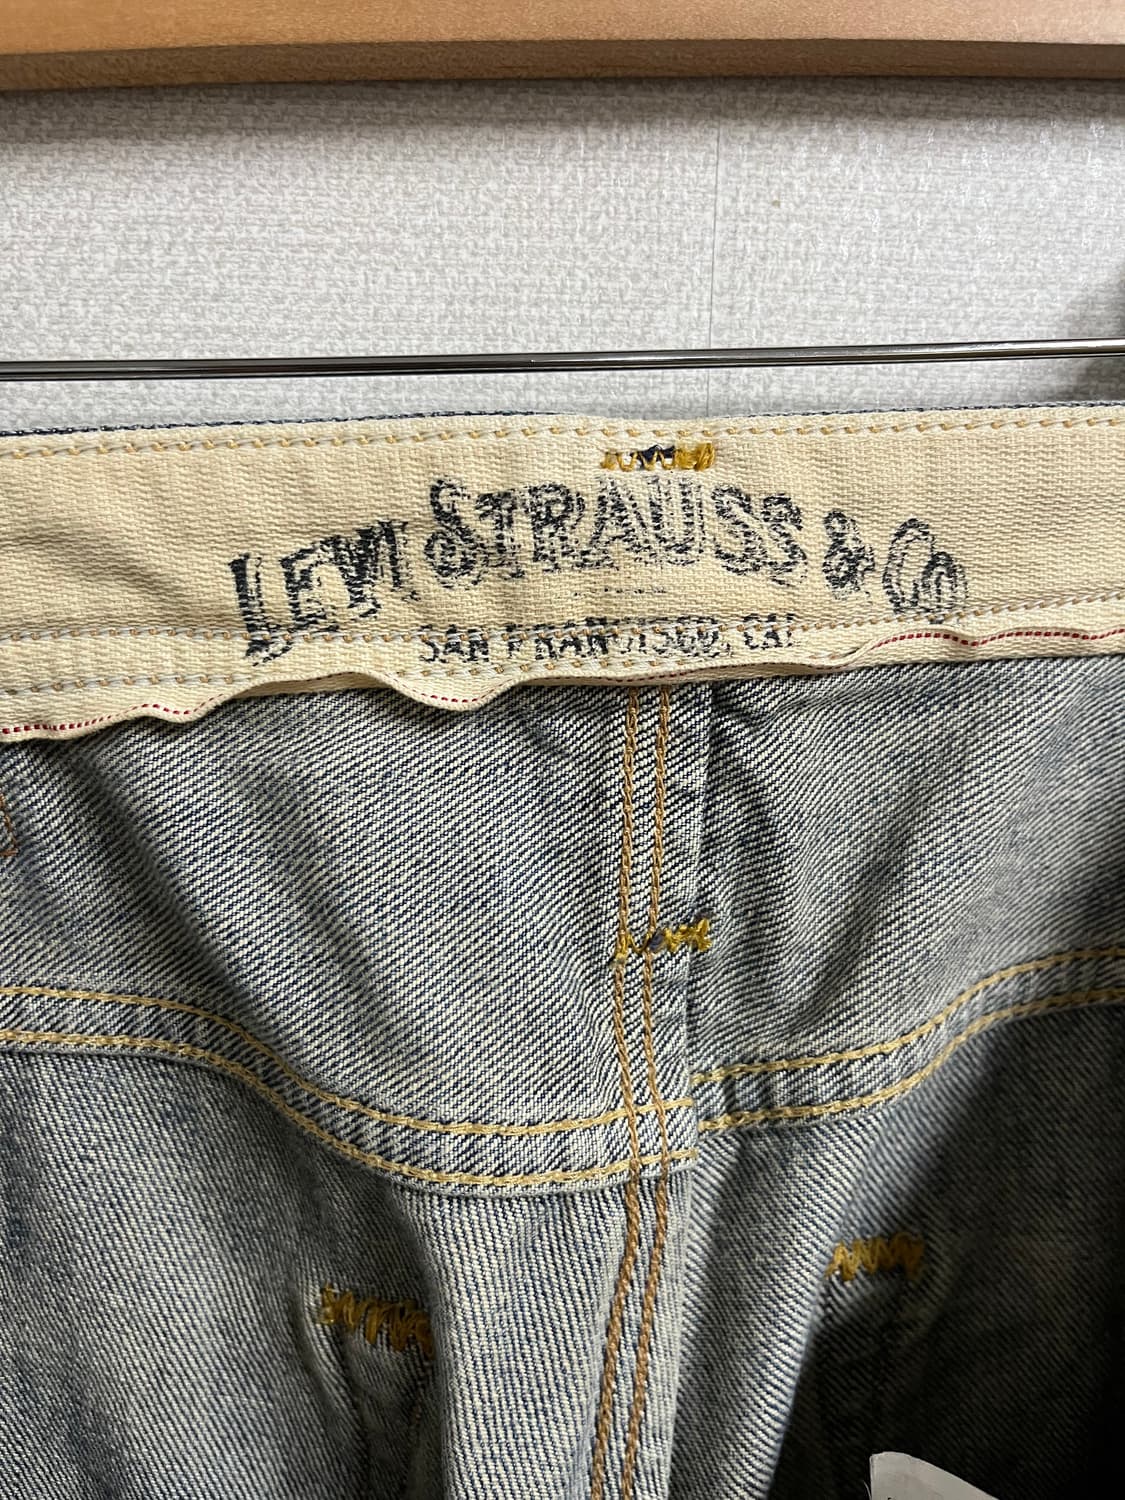 LEVI STRAUSS & Co
SAN FRANCISCO, CAL